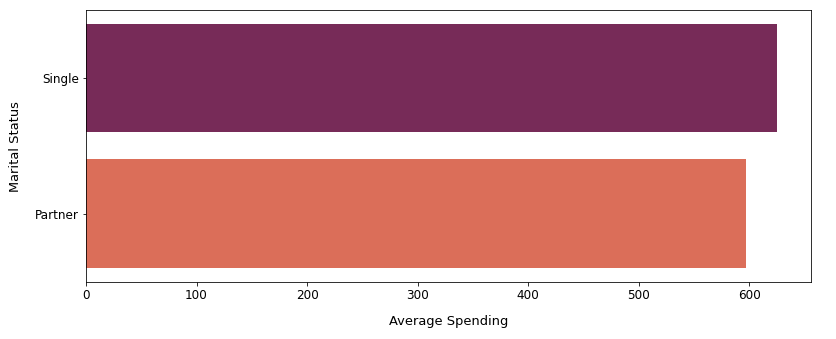 Marital Status
Single
Partner
0 100 200 300 400 500 600
Average Spending